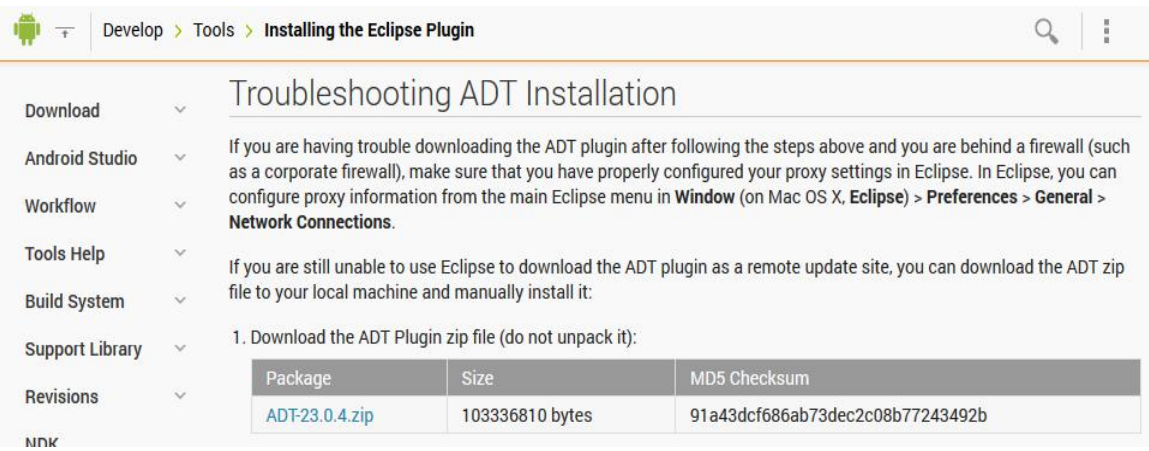 Develop > Tools > Installing the Eclipse Plugin
Troubleshooting ADT Installation
Download
Android Studio
Workflow
Tools Help
Build System
Support Library
Revisions
NDK
If you are having trouble downloading the ADT plugin after following the steps above and you are behind a firewall (such
as a corporate firewall), make sure that you have properly configured your proxy settings in Eclipse. In Eclipse, you can
configure proxy information from the main Eclipse menu in Window (on Mac OS X, Eclipse) > Preferences > General >
Network Connections.
If you are still unable to use Eclipse to download the ADT plugin as a remote update site, you can download the ADT zip
file to your local machine and manually install it:
1. Download the ADT Plugin zip file (do not unpack it):
Package Size MD5 Checksum
ADT-23.0.4.zip 103336810 bytes 91a43dcf686ab73dec2c08b77243492b